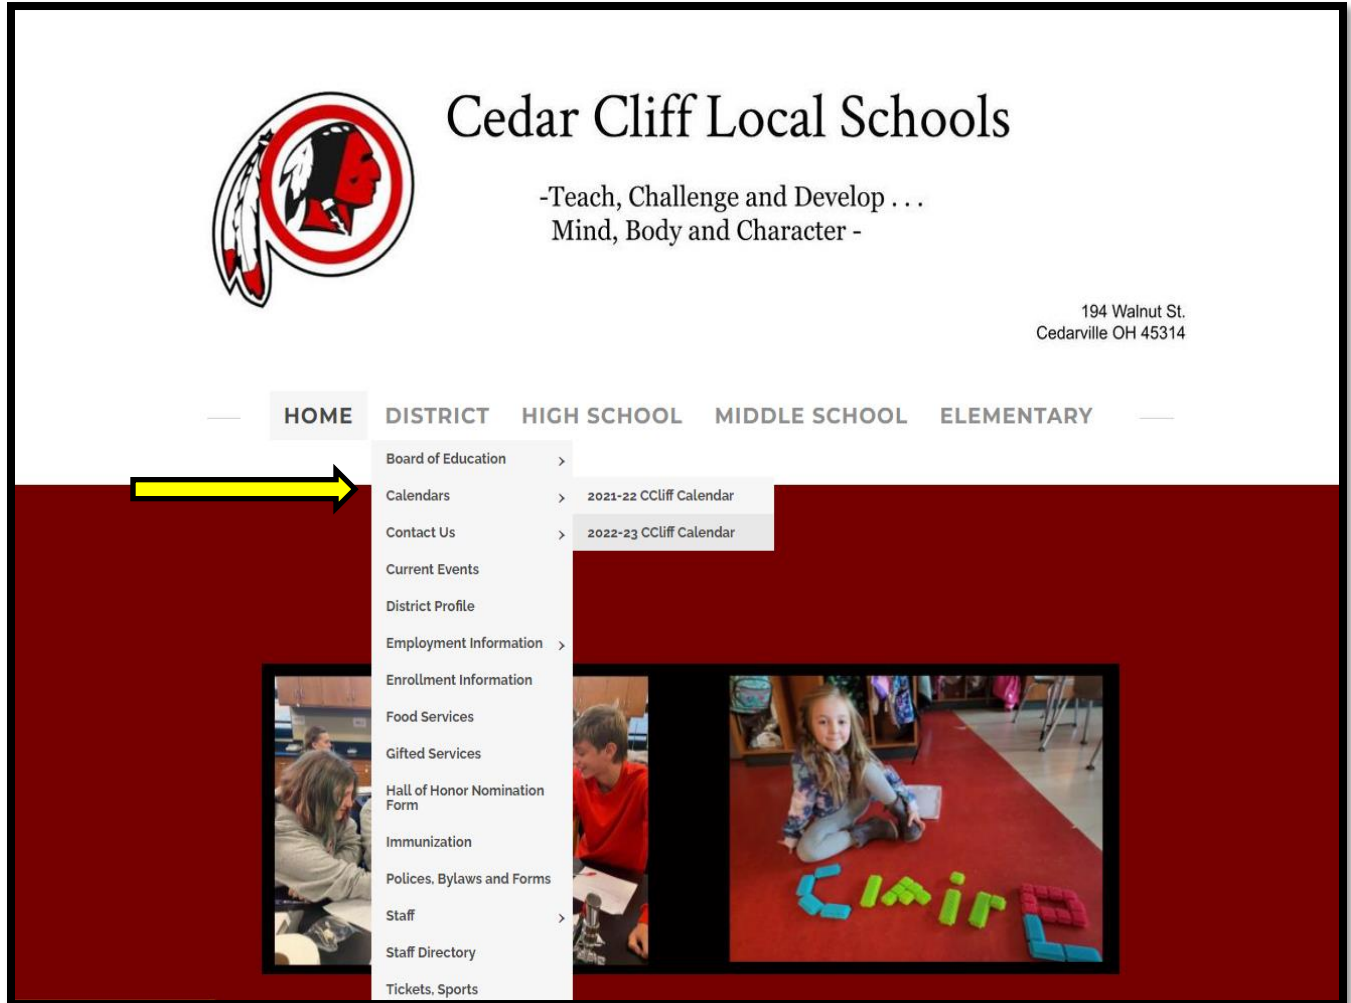 Cedar Cliff Local Schools
-Teach, Challenge and Develop . . .
Mind, Body and Character -
194 Walnut St.
Cedarville OH 45314
HOME DISTRICT HIGH SCHOOL MIDDLE SCHOOL ELEMENTARY
Board of Education
Calendars
2021-22 CCliff Calendar
Contact Us
2022-23 CCliff Calendar
Current Events
District Profile
Employment Information
Enrollment Information
Food Services
Gifted Services
Hall of Honor Nomination
Form
Immunization
Polices, Bylaws and Forms
Staff
Staff Directory
Tickets, Sports
Claire